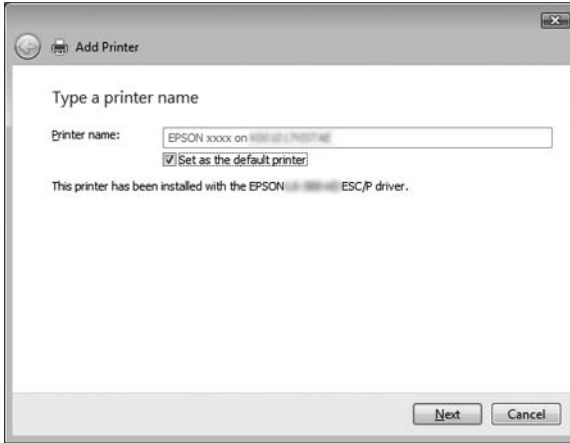 Add Printer
Type a printer name
Printer name:
EPSON xxxx on
Set as the default printer
This printer has been installed with the EPSON ESC/P driver.
Next Cancel